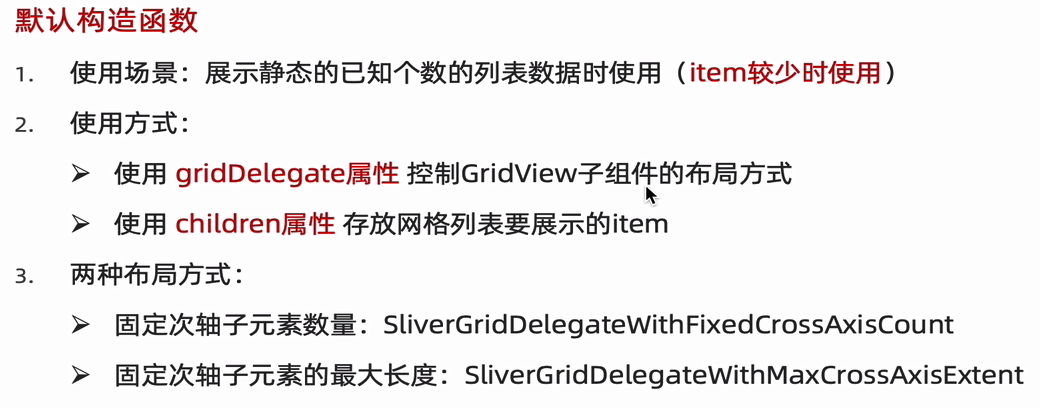 默认构造函数
1. 使用场景：展示静态的已知个数的列表数据时使用（item较少时使用）
2. 使用方式：
➢ 使用 gridDelegate属性 控制GridView子组件的布局方式
➢ 使用 children属性 存放网格列表要展示的item
3. 两种布局方式：
➢ 固定次轴子元素数量：SliverGridDelegateWithFixedCrossAxisCount
➢ 固定次轴子元素的最大长度：SliverGridDelegateWithMaxCrossAxisExtent